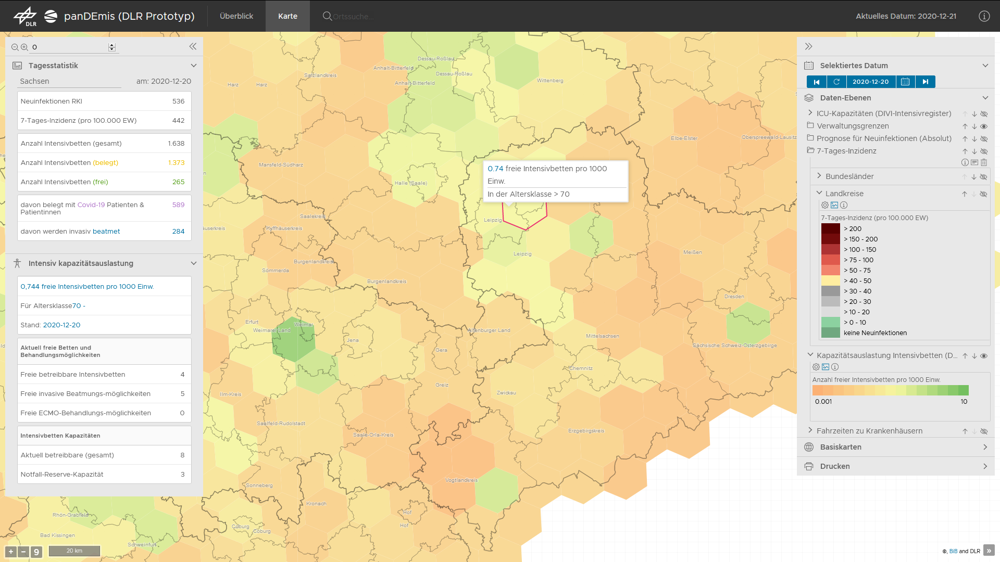 DLR
panDEmis (DLR Prototyp)
Überblick
Karte
Ortssuche...
Aktuelles Datum: 2020-12-21
0
Tagesstatistik
Sachsen
am: 2020-12-20
Neuinfektionen RKI 536
7-Tages-Inzidenz (pro 100.000 EW) 442
Anzahl Intensivbetten (gesamt) 1.638
Anzahl Intensivbetten (belegt) 1.373
Anzahl Intensivbetten (frei) 265
davon belegt mit Covid-19 Patienten & 589
Patientinnen
davon werden invasiv beatmet 284
Intensiv kapazitätsauslastung
0,744 freie Intensivbetten pro 1000 Einw.
Für Altersklasse70 -
Stand: 2020-12-20
Aktuell freie Betten und
Behandlungsmöglichkeiten
Freie betreibbare Intensivbetten 4
Freie invasive Beatmungs-möglichkeiten 5
Freie ECMO-Behandlungs-möglichkeiten 0
Intensivbetten Kapazitäten
Aktuell betreibbare (gesamt) 8
Notfall-Reserve-Kapazität 3
Dessau-Roßlau
Anhalt-Bitterfeld
Dessau-Roßlau
Salzlandkreis
Wittenberg
Anhalt-Bitterfeld
Harz
Harz
Elbe-Elster
Oberspreewald-Lausitz
Mansfeld-Südharz
Halle (Saale)
0.74 freie Intensivbetten pro 1000
Einw.
In der Altersklasse > 70
Saalekreis
Leipzig
Kyffhäuserkreis
Leipzig
Meißen
Burgenlandkreis
Sömmerda
Burgenlandkreis
Dresden
Erfurt
Weimar
Weimarer Land
Altenburger Land
Mittelsachsen
Jena
Sächsische Schweiz-Osterzgebirge
Gera
Chemnitz
Greiz
Zwickau
Ilm-Kreis
Saalfeld-Rudolstadt
Erzgebirgskreis
Saale-Orla-Kreis
Vogtlandkreis
Sonneberg
Kronach
Hof
Rhön-Grabfeld
Hof
Coburg
Coburg
Bad Kissingen
Schweinfurt
+ − 9
20 km
Selektiertes Datum
2020-12-20
Daten-Ebenen
ICU-Kapazitäten (DIVI-Intensivregister)
Verwaltungsgrenzen
Prognose für Neuinfektionen (Absolut)
7-Tages-Inzidenz
Bundesländer
Landkreise
7-Tages-Inzidenz (pro 100.000 EW)
> 200
> 150 - 200
> 100 - 150
> 75 - 100
> 50 - 75
> 40 - 50
> 30 - 40
> 20 - 30
> 10 - 20
> 0 - 10
keine Neuinfektionen
Kapazitätsauslastung Intensivbetten (D...
Anzahl freier Intensivbetten pro 1000 Einw.
0.001 10
Fahrzeiten zu Krankenhäusern
Basiskarten
Drucken
©, BiB and DLR
»